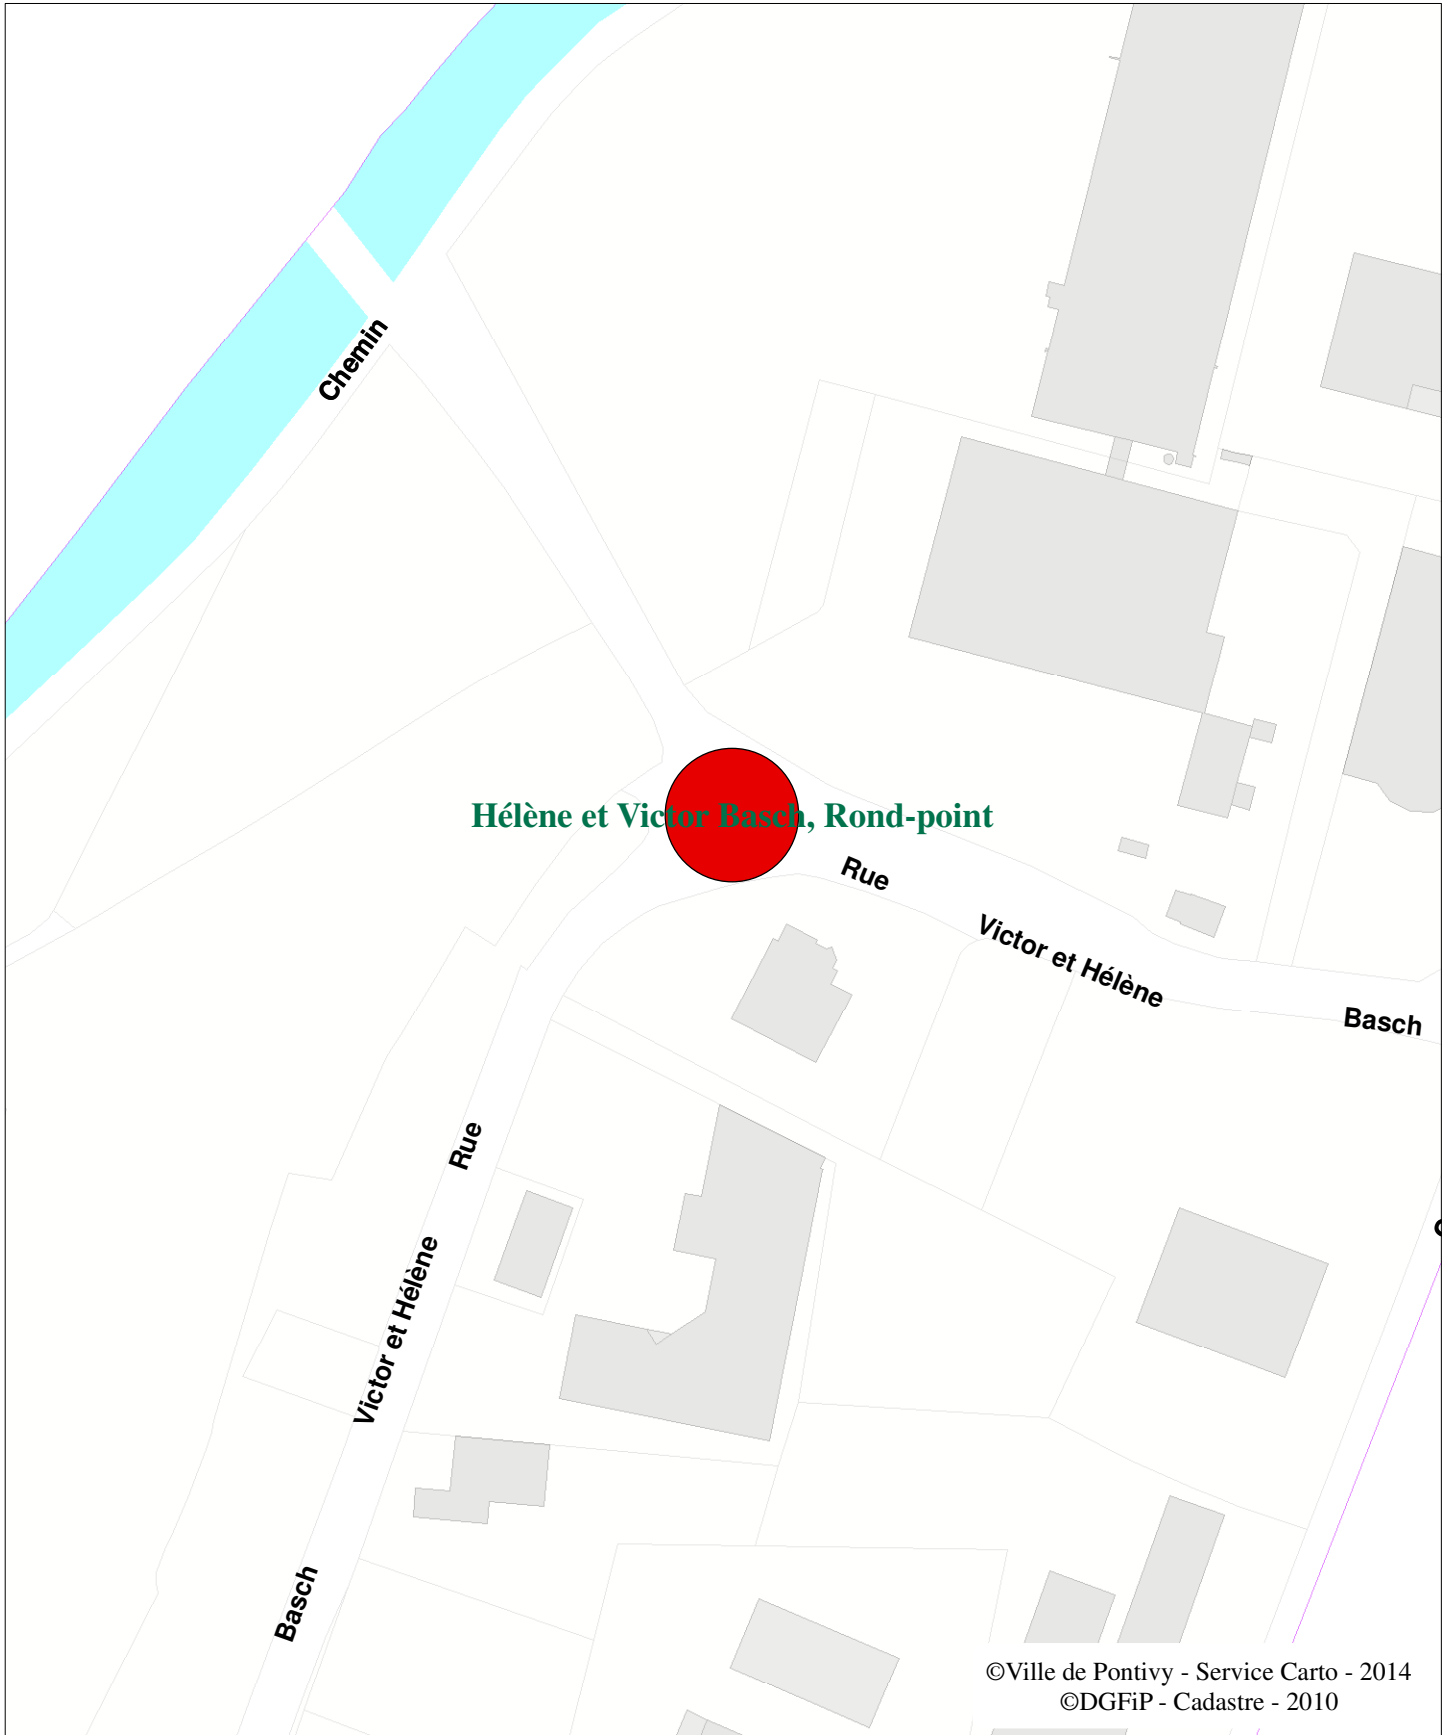 Chemin
Hélène et Victor Basch, Rond-point
Rue
Victor et Hélène
Basch
Rue
Victor et Hélène
Basch
©Ville de Pontivy - Service Carto - 2014
©DGFiP - Cadastre - 2010